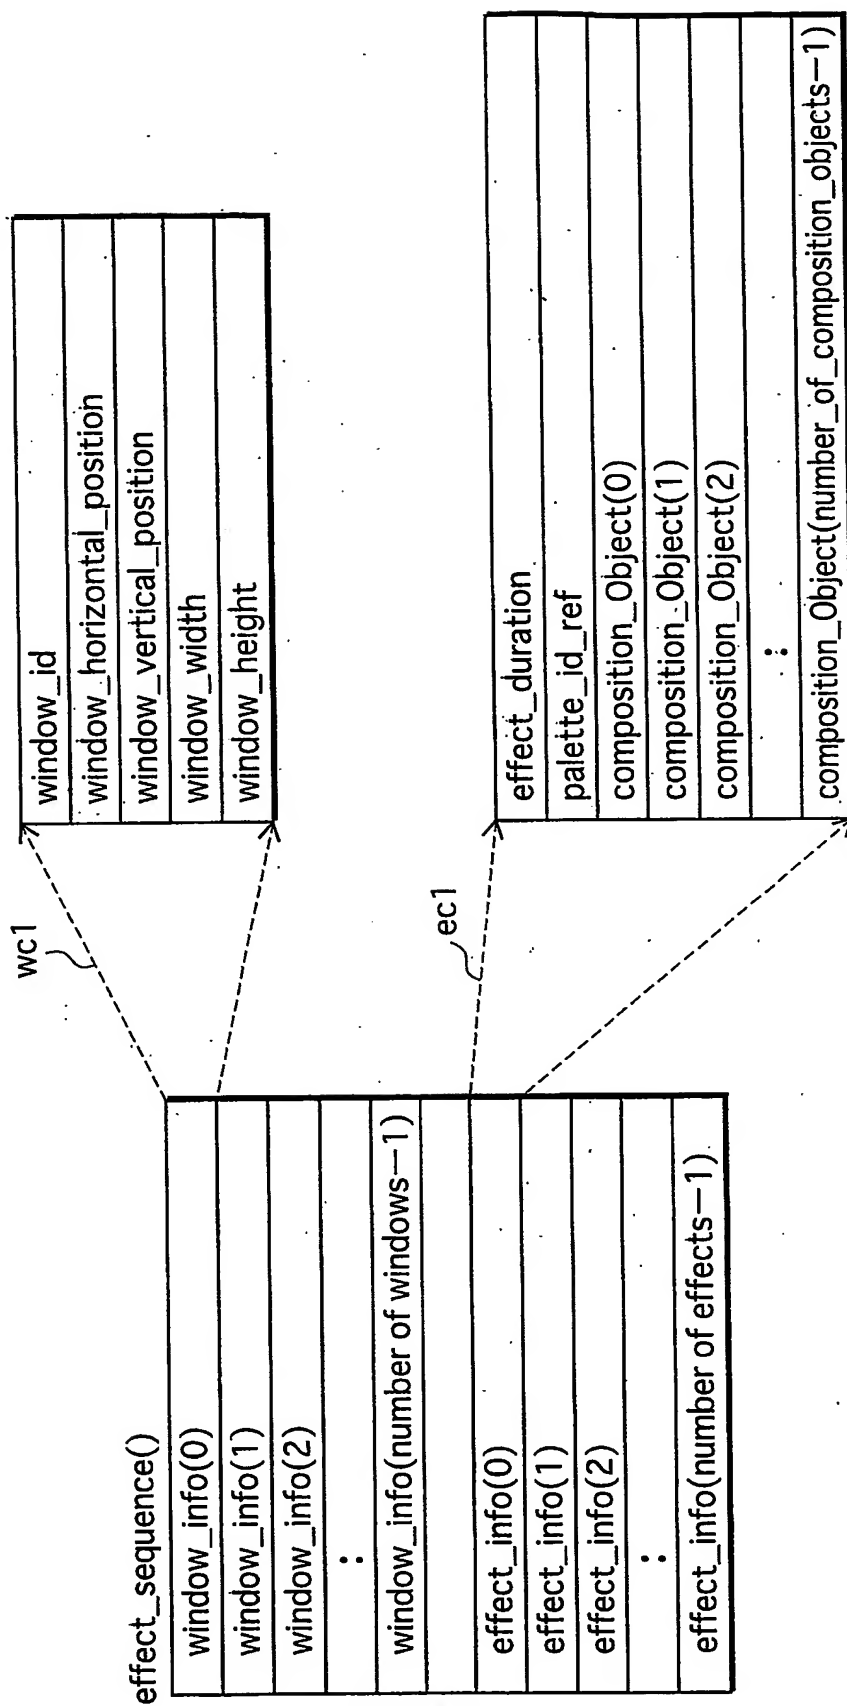 effect_sequence()
window_info(0)
window_info(1)
window_info(2)
:
window_info(number of windows—1)
effect_info(0)
effect_info(1)
effect_info(2)
:
effect_info(number of effects—1)
wc1
window_id
window_horizontal_position
window_vertical_position
window_width
window_height
ec1
effect_duration
palette_id_ref
composition_Object(0)
composition_Object(1)
composition_Object(2)
:
composition_Object(number_of_composition_objects—1)